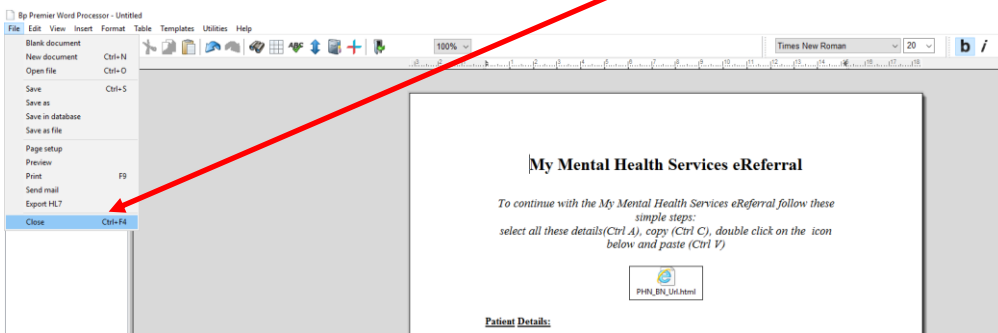 Bp Premier Word Processor - Untitled
File Edit View Insert Format Table Templates Utilities Help
Blank document
New document Ctrl+N
Open file Ctrl+O
Save Ctrl+S
Save as
Save in database
Save as file
Page setup
Preview
Print F9
Send mail
Export HL7
Close Ctrl+F4
100%
Times New Roman
20
b i
My Mental Health Services eReferral
To continue with the My Mental Health Services eReferral follow these
simple steps:
select all these details(Ctrl A), copy (Ctrl C), double click on the icon
below and paste (Ctrl V)
PHN_BN_Url.html
Patient Details: